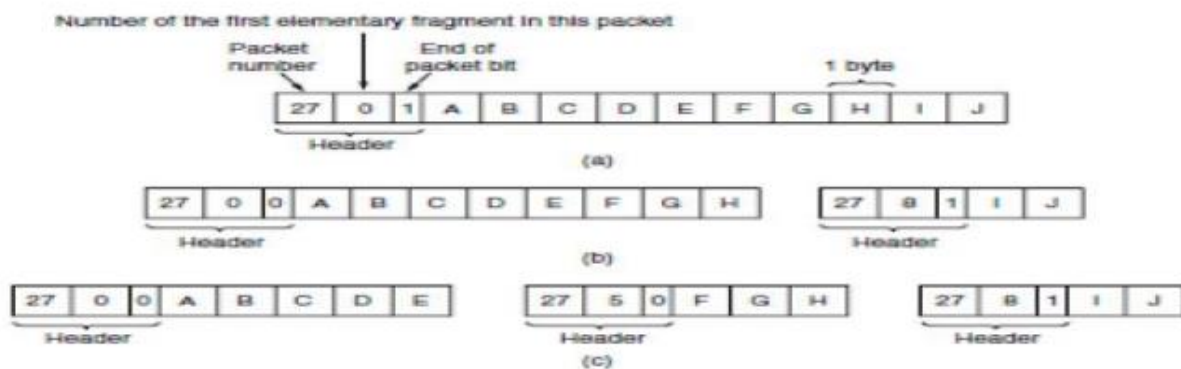 Number of the first elementary fragment in this packet
Packet number
End of packet bit
1 byte
27 0 1 A B C D E F G H I J
Header
(a)
27 0 0 A B C D E F G H
27 8 1 I J
Header
Header
(b)
27 0 0 A B C D E
27 5 0 F G H
27 8 1 I J
Header
Header
Header
(c)